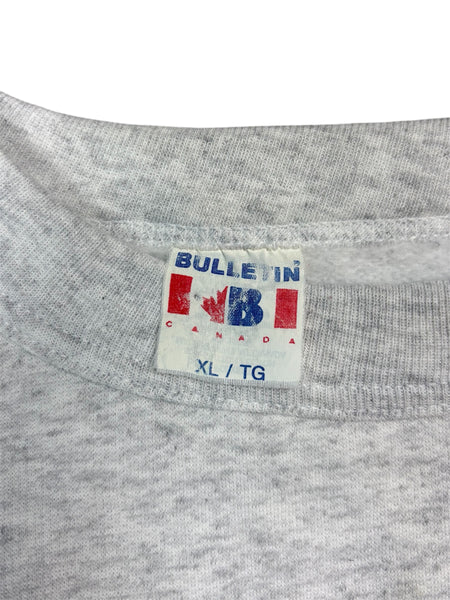 BULLETIN
B
CANADA
XL / TG